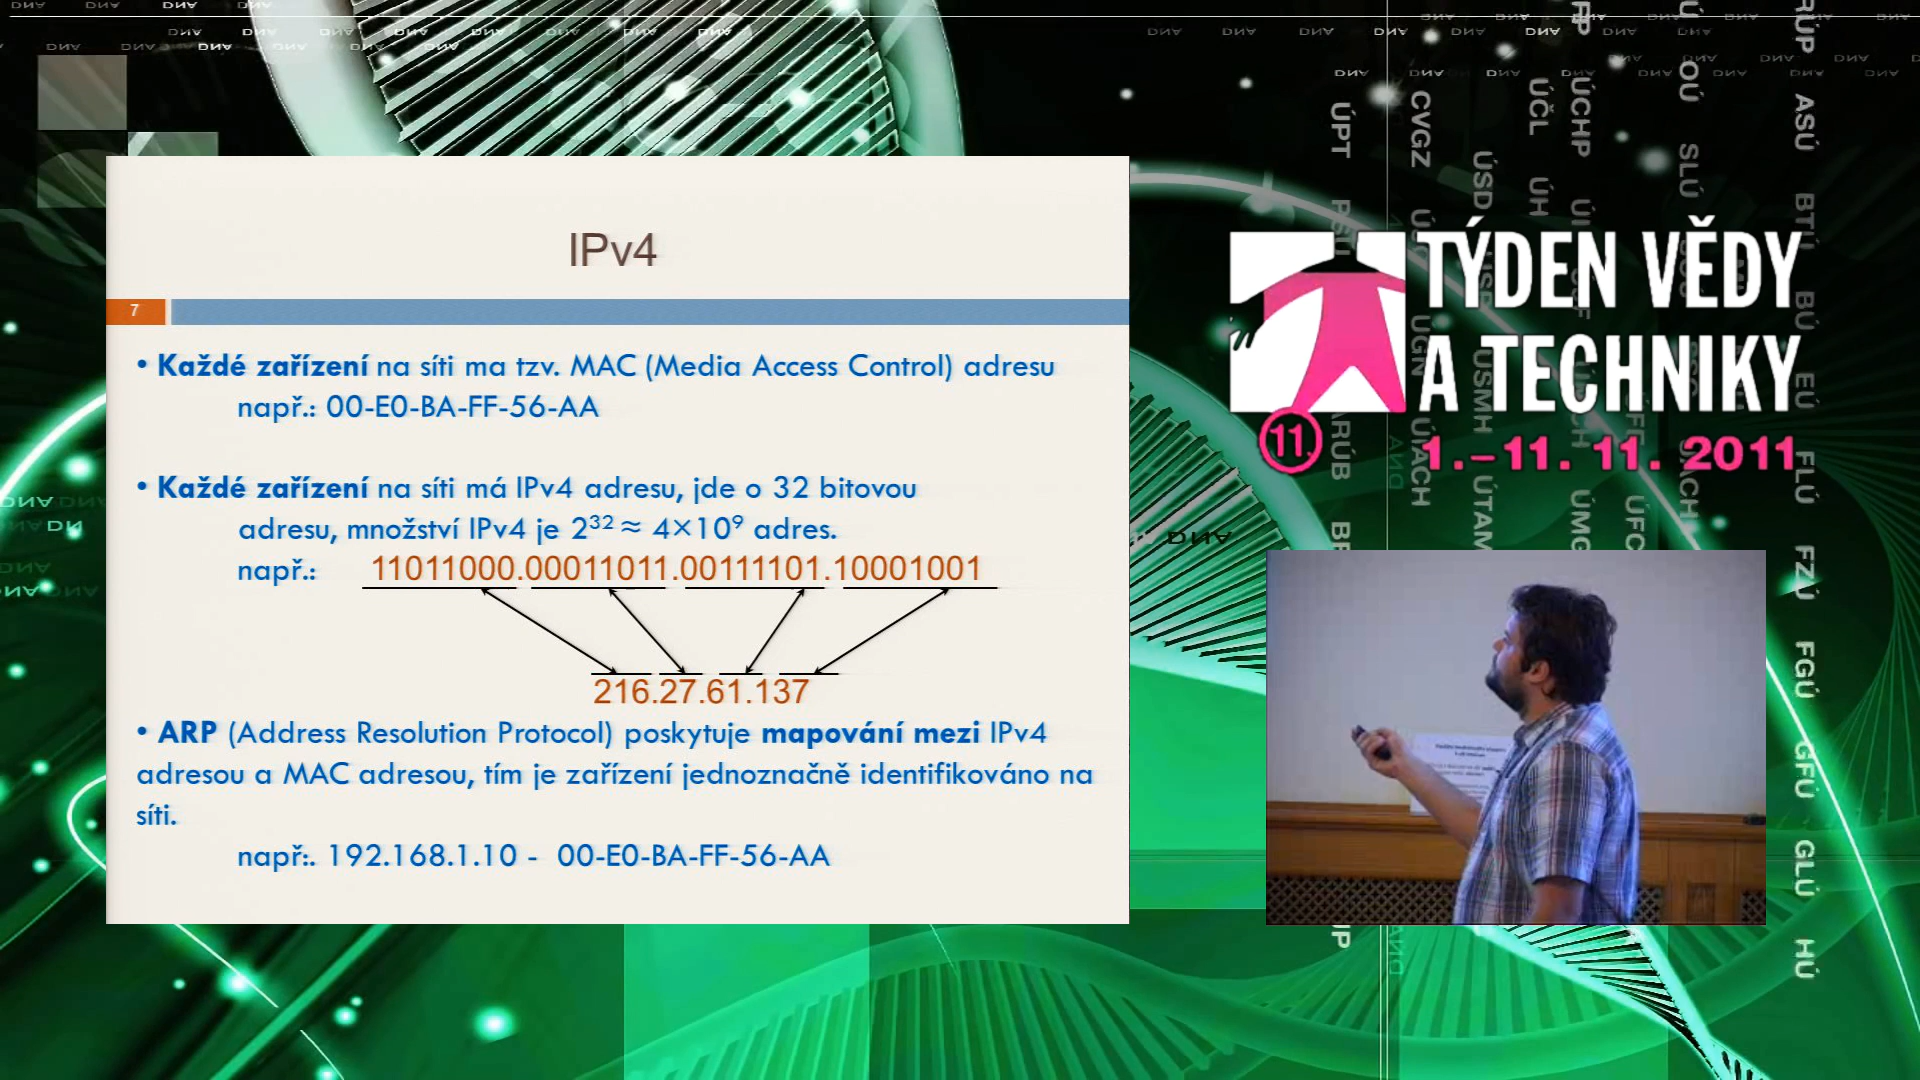 IPv4
7
• Každé zařízení na síti ma tzv. MAC (Media Access Control) adresu
např.: 00-E0-BA-FF-56-AA
• Každé zařízení na síti má IPv4 adresu, jde o 32 bitovou
adresu, množství IPv4 je 2³² ≈ 4×10⁹ adres.
např.: 11011000.00011011.00111101.10001001
216.27.61.137
• ARP (Address Resolution Protocol) poskytuje mapování mezi IPv4
adresou a MAC adresou, tím je zařízení jednoznačně identifikováno na
síti.
např:. 192.168.1.10 - 00-E0-BA-FF-56-AA
TÝDEN VĚDY
A TECHNIKY
11.
1.–11. 11. 2011